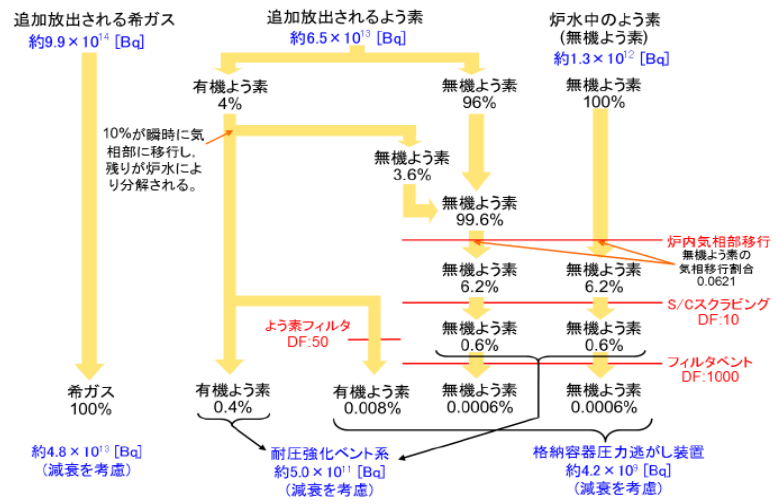 追加放出される希ガス
約9.9×10¹⁴ [Bq]
追加放出されるよう素
約6.5×10¹³ [Bq]
炉水中のよう素
(無機よう素)
約1.3×10¹² [Bq]
有機よう素
4%
無機よう素
96%
無機よう素
100%
10%が瞬時に気
相部に移行し,
残りが炉水によ
り分解される。
無機よう素
3.6%
無機よう素
99.6%
炉内気相部移行
無機よう素の
気相移行割合
0.0621
無機よう素
6.2%
無機よう素
6.2%
S/Cスクラビング
DF:10
よう素フィルタ
DF:50
無機よう素
0.6%
無機よう素
0.6%
フィルタベント
DF:1000
希ガス
100%
有機よう素
0.4%
有機よう素
0.008%
無機よう素
0.0006%
無機よう素
0.0006%
約4.8×10¹³ [Bq]
(減衰を考慮)
耐圧強化ベント系
約5.0×10¹¹ [Bq]
(減衰を考慮)
格納容器圧力逃がし装置
約4.2×10⁹ [Bq]
(減衰を考慮)